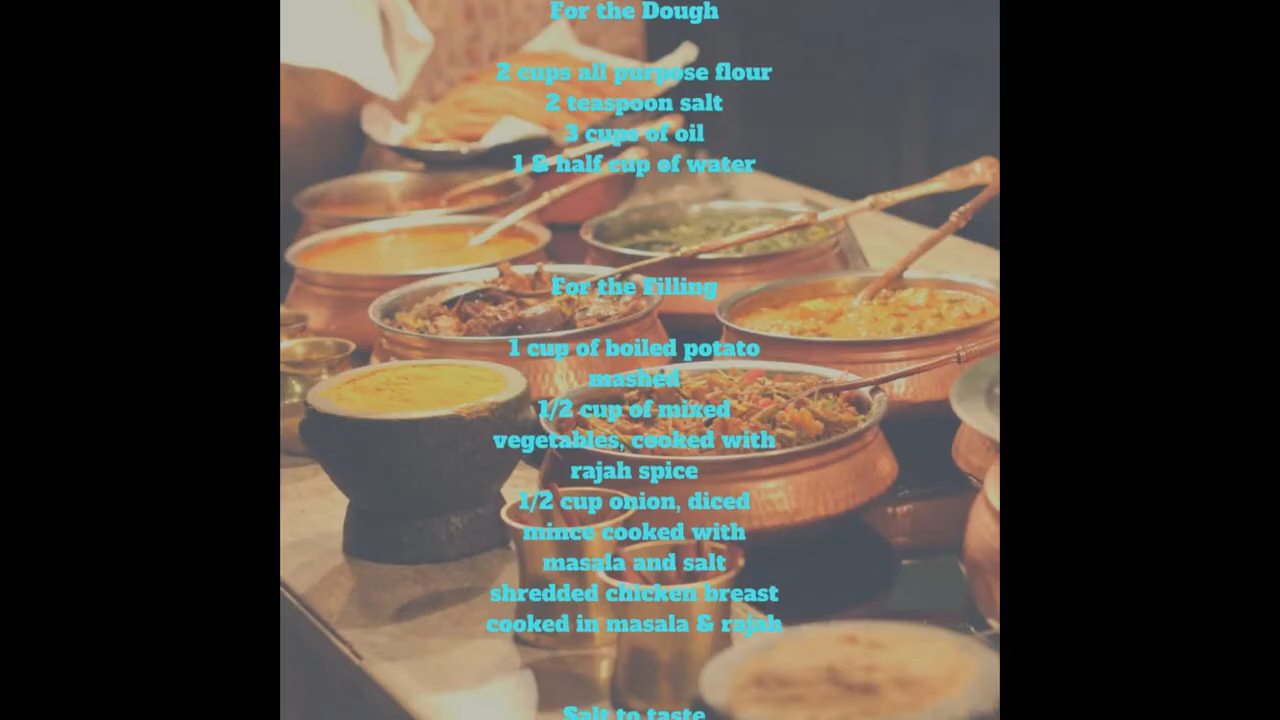 For the Dough
2 cups all purpose flour
2 teaspoon salt
3 cups of oil
1 & half cup of water
For the Filling
1 cup of boiled potato
mashed
1/2 cup of mixed
vegetables, cooked with
rajah spice
1/2 cup onion, diced
mince cooked with
masala and salt
shredded chicken breast
cooked in masala & rajah
Salt to taste